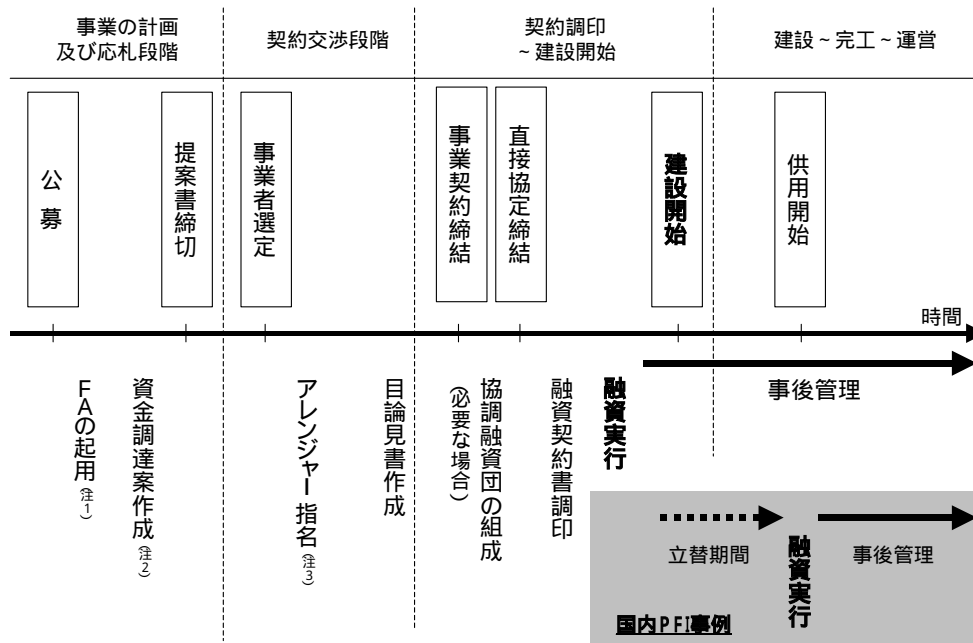 事業の計画
及び応札段階
契約交渉段階
契約調印
~建設開始
建設~完工~運営
公募
提案書締切
事業者選定
事業契約締結
直接協定締結
建設開始
供用開始
時間
FAの起用(注1)
資金調達案作成(注2)
アレンジャー指名(注3)
目論見書作成
協調融資団の組成
(必要な場合)
融資契約書調印
融資実行
事後管理
立替期間
融資実行
事後管理
国内PFI事例